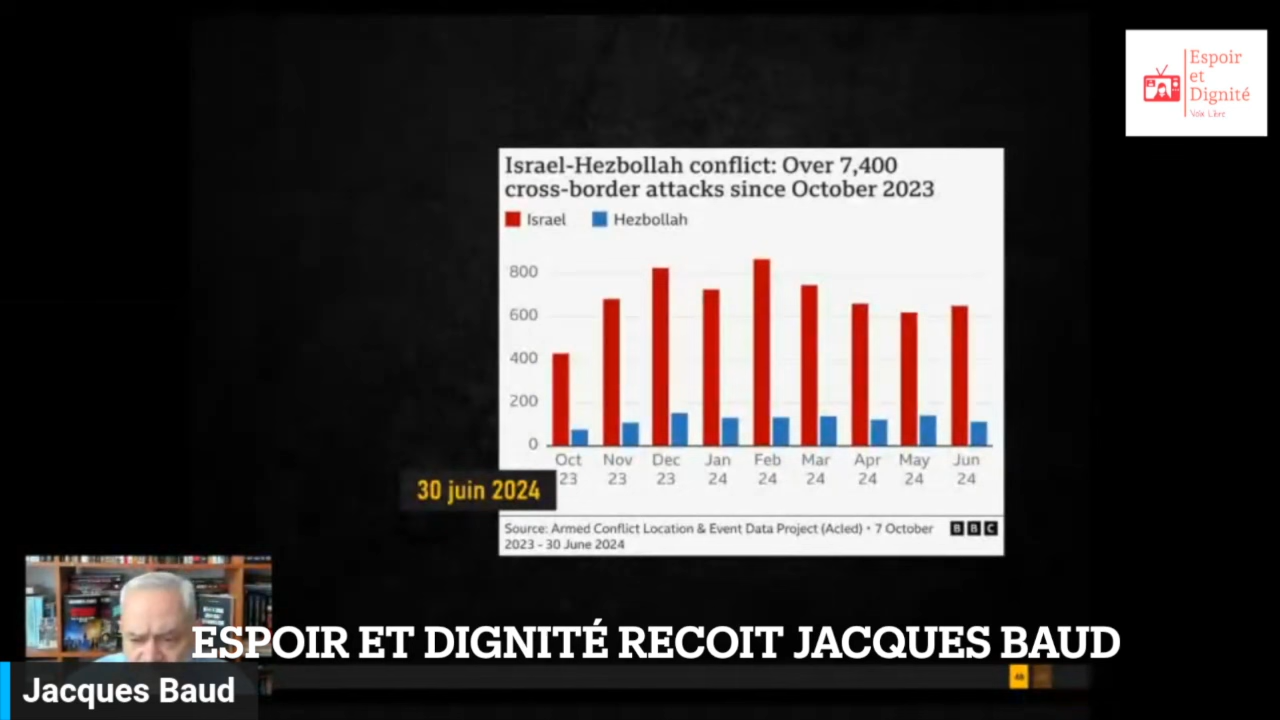 Espoir
et
Dignité
Voie Libre
Israel-Hezbollah conflict: Over 7,400
cross-border attacks since October 2023
Israel Hezbollah
800
600
400
200
0
Oct Nov Dec Jan Feb Mar Apr May Jun
23 23 23 24 24 24 24 24 24
30 juin 2024
Source: Armed Conflict Location & Event Data Project (Acled) • 7 October
2023 - 30 June 2024
BBC
ESPOIR ET DIGNITÉ RECOIT JACQUES BAUD
Jacques Baud